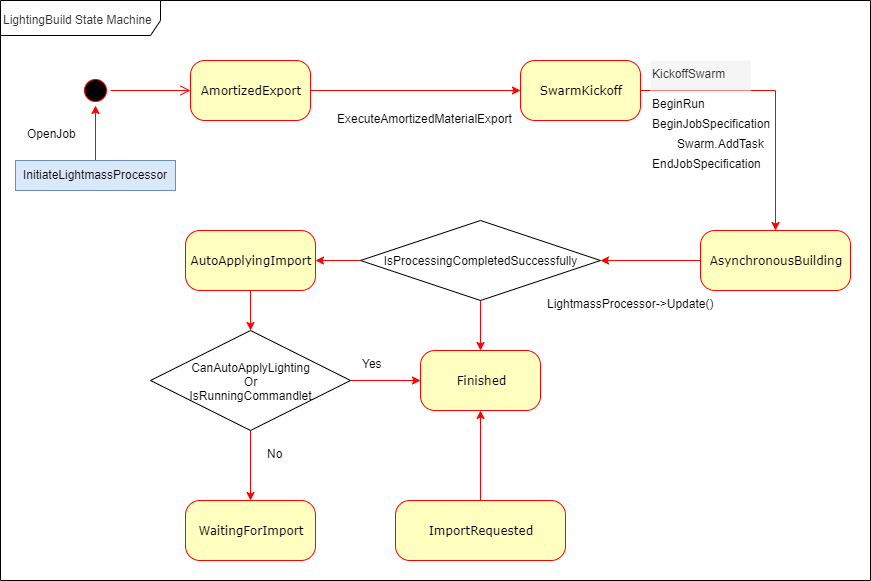 LightingBuild State Machine
AmortizedExport
SwarmKickoff
KickoffSwarm
BeginRun
BeginJobSpecification
Swarm.AddTask
EndJobSpecification
ExecuteAmortizedMaterialExport
OpenJob
InitiateLightmassProcessor
AutoApplyingImport
IsProcessingCompletedSuccessfully
AsynchronousBuilding
LightmassProcessor->Update()
CanAutoApplyLighting
Or
IsRunningCommandlet
Yes
Finished
No
WaitingForImport
ImportRequested